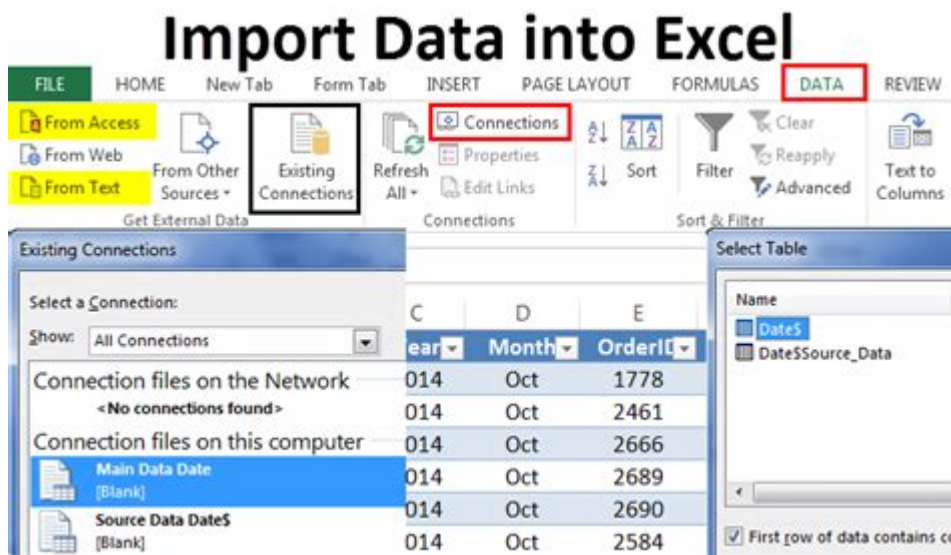 Import Data into Excel
FILE HOME New Tab Form Tab INSERT PAGE LAYOUT FORMULAS DATA REVIEW
From Access
From Web
From Text
From Other Sources
Existing Connections
Get External Data
Refresh All
Connections
Properties
Edit Links
Connections
Sort
Filter
Clear
Reapply
Advanced
Sort & Filter
Text to Columns
Existing Connections
Select a Connection:
Show: All Connections
Connection files on the Network
<No connections found>
Connection files on this computer
Main Data Date
[Blank]
Source Data Date$
[Blank]
C D E
ear Month OrderID
014 Oct 1778
014 Oct 2461
014 Oct 2666
014 Oct 2689
014 Oct 2690
014 Oct 2584
Select Table
Name
Date$
Date$Source_Data
First row of data contains c